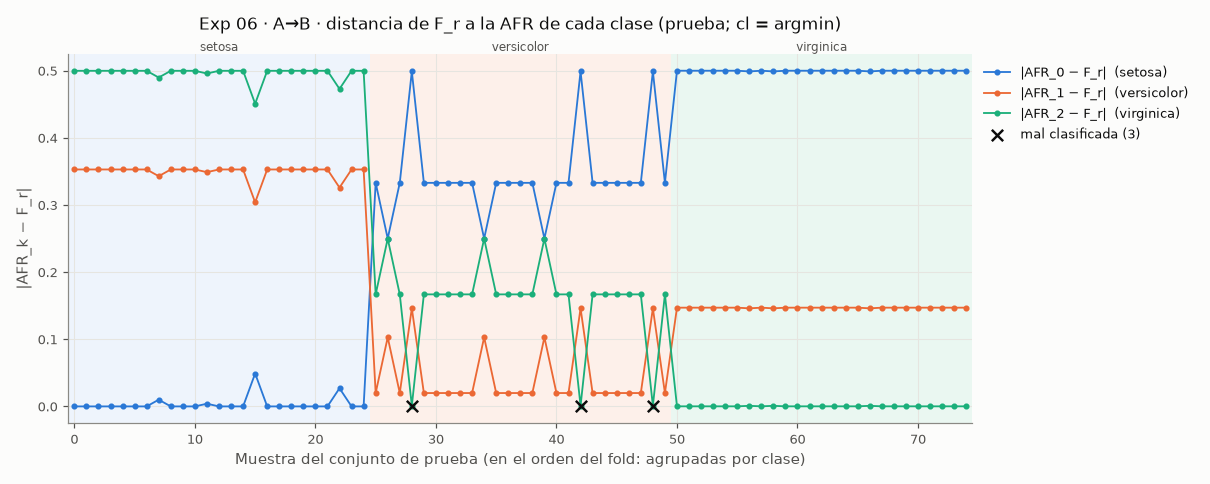 Exp 06 · A→B · distancia de F_r a la AFR de cada clase (prueba; cl = argmin)
setosa versicolor virginica
|AFR_0 − F_r| (setosa)
|AFR_1 − F_r| (versicolor)
|AFR_2 − F_r| (virginica)
mal clasificada (3)
|AFR_k − F_r|
0.5
0.4
0.3
0.2
0.1
0.0
0 10 20 30 40 50 60 70
Muestra del conjunto de prueba (en el orden del fold: agrupadas por clase)